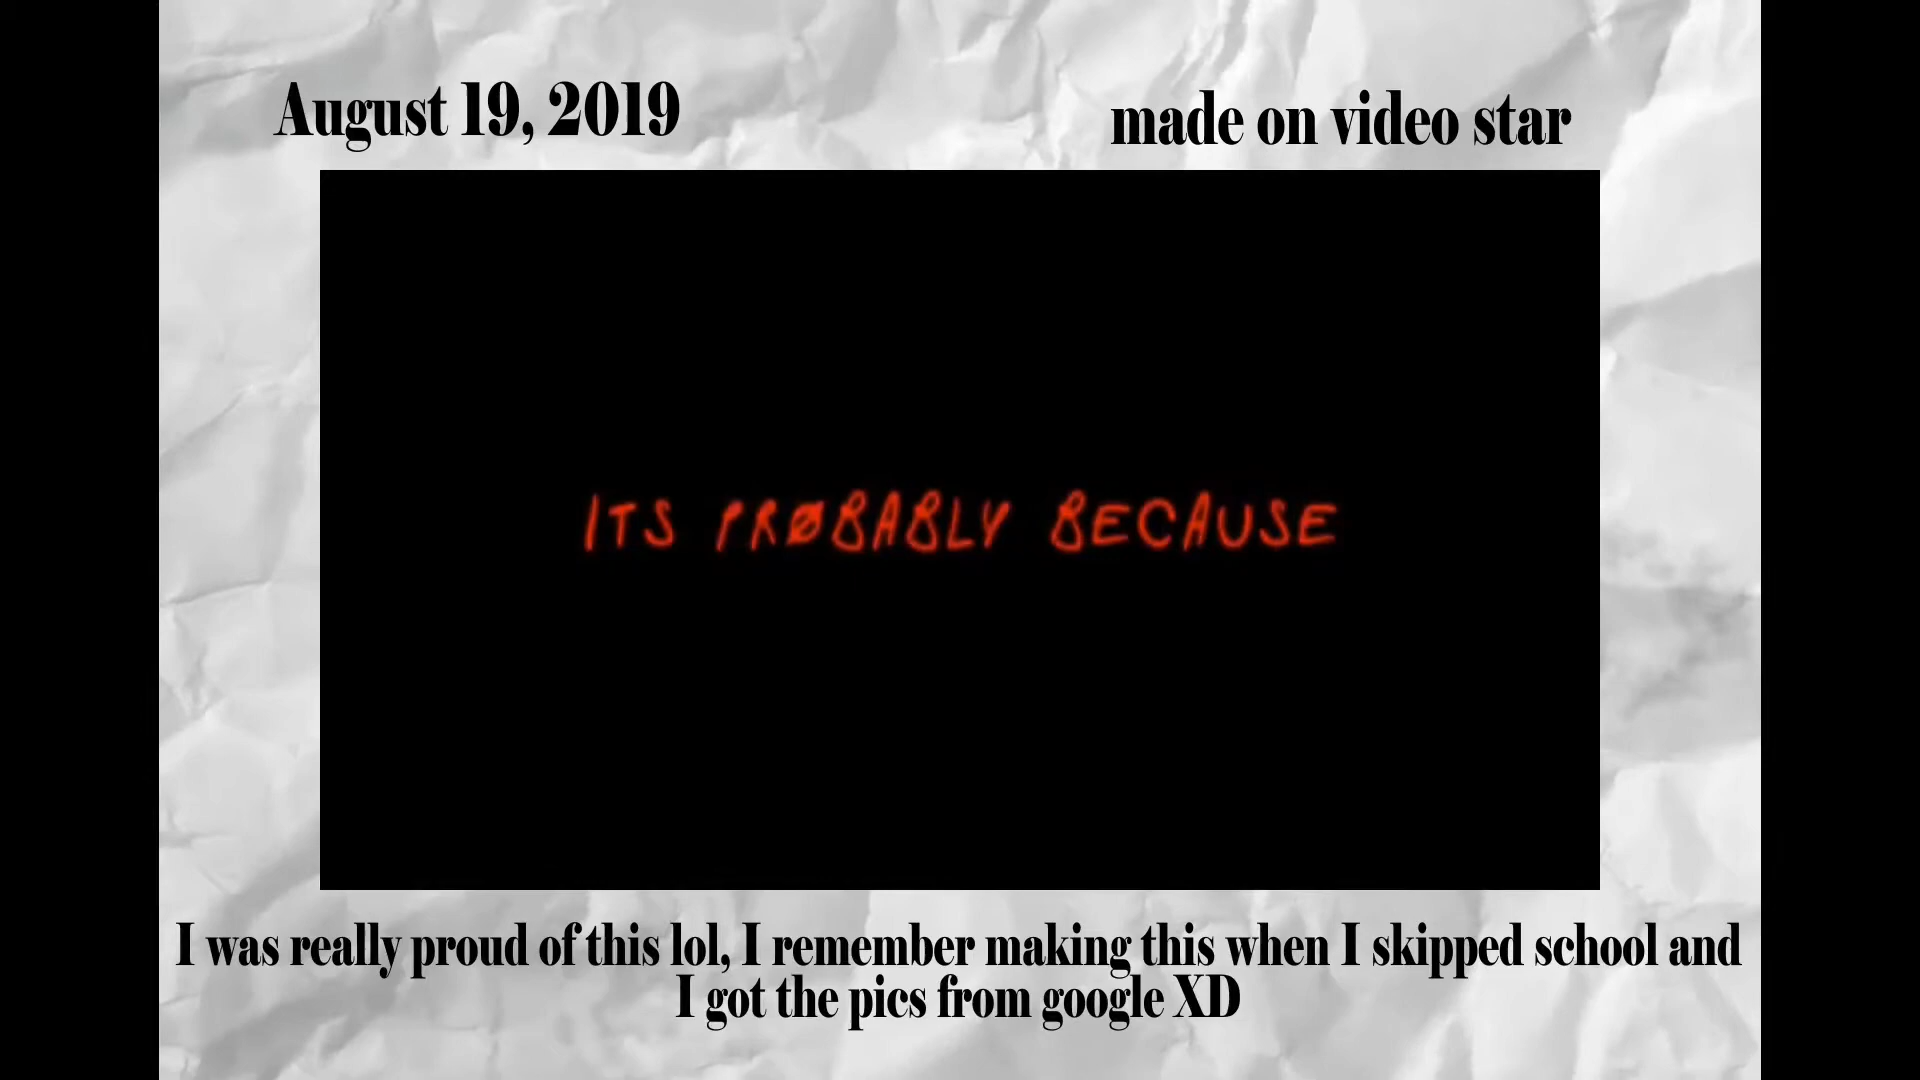 August 19, 2019
made on video star
ITS PRØBABLY BECAUSE
I was really proud of this lol, I remember making this when I skipped school and
I got the pics from google XD